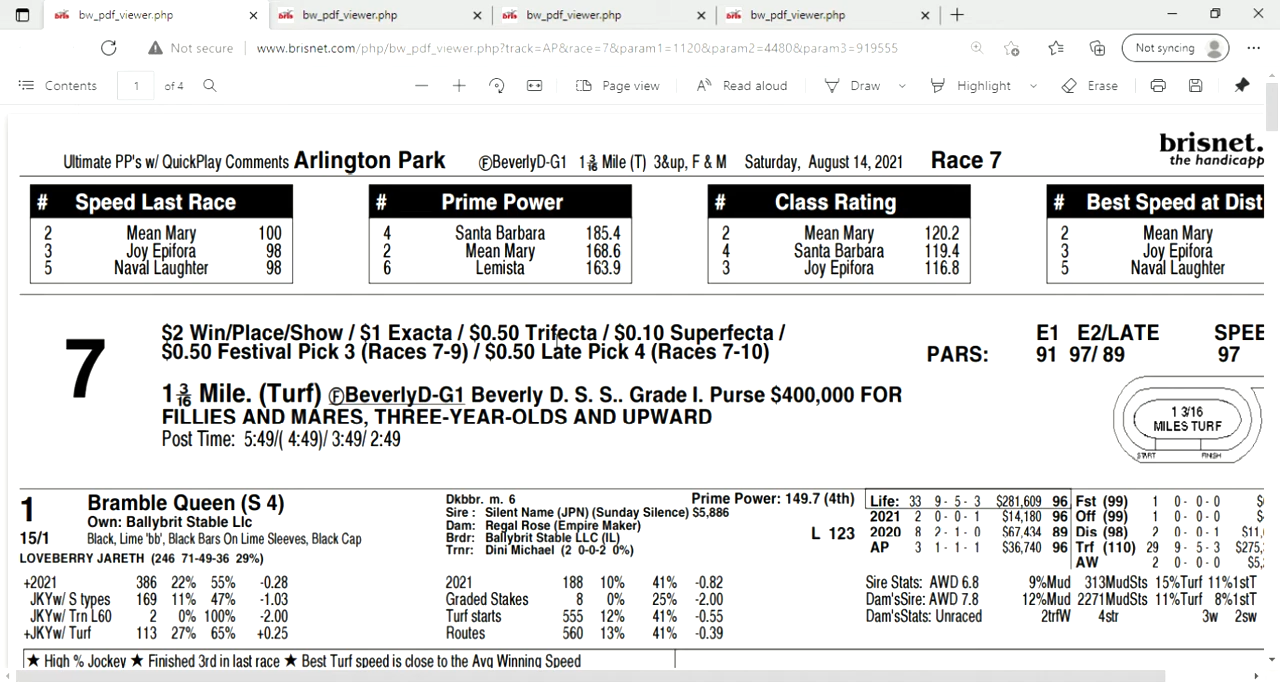 bw_pdf_viewer.php
bw_pdf_viewer.php
bw_pdf_viewer.php
bw_pdf_viewer.php
Not secure
www.brisnet.com/php/bw_pdf_viewer.php?track=AP&race=7&param1=1120&param2=4480&param3=919555
Not syncing
Contents 1 of 4 Page view Read aloud Draw Highlight Erase
brisnet.
the handicapp
Ultimate PP's w/ QuickPlay Comments Arlington Park ⒻBeverlyD-G1 1 3/16 Mile (T) 3&up, F & M Saturday, August 14, 2021 Race 7
# Speed Last Race
2 Mean Mary 100
3 Joy Epifora 98
5 Naval Laughter 98
# Prime Power
4 Santa Barbara 185.4
2 Mean Mary 168.6
6 Lemista 163.9
# Class Rating
2 Mean Mary 120.2
4 Santa Barbara 119.4
3 Joy Epifora 116.8
# Best Speed at Dist
2 Mean Mary
3 Joy Epifora
5 Naval Laughter
7
$2 Win/Place/Show / $1 Exacta / $0.50 Trifecta / $0.10 Superfecta /
$0.50 Festival Pick 3 (Races 7-9) / $0.50 Late Pick 4 (Races 7-10)
1 3/16 Mile. (Turf) ⒻBeverlyD-G1 Beverly D. S. S.. Grade I. Purse $400,000 FOR
FILLIES AND MARES, THREE-YEAR-OLDS AND UPWARD
Post Time: 5:49/( 4:49)/ 3:49/ 2:49
E1 E2/LATE SPEE
PARS: 91 97/ 89 97
1 3/16
MILES TURF
START FINISH
1
15/1
Bramble Queen (S 4)
Own: Ballybrit Stable Llc
Black, Lime 'bb', Black Bars On Lime Sleeves, Black Cap
LOVEBERRY JARETH (246 71-49-36 29%)
Dkbbr. m. 6
Sire : Silent Name (JPN) (Sunday Silence) $5,886
Dam: Regal Rose (Empire Maker)
Brdr: Ballybrit Stable LLC (IL)
Trnr: Dini Michael (2 0-0-2 0%)
Prime Power: 149.7 (4th)
L 123
Life: 33 9 - 5 - 3 $281,609 96 Fst (99) 1 0 - 0 - 0
2021 2 0 - 0 - 1 $14,180 96 Off (99) 1 0 - 0 - 0
2020 8 2 - 1 - 0 $67,434 89 Dis (98) 2 0 - 0 - 1 $11,
AP 3 1 - 1 - 1 $36,740 96 Trf (110) 29 9 - 5 - 3 $275,
AW 2 0 - 0 - 0 $5,
+2021 386 22% 55% -0.28
JKYw/ S types 169 11% 47% -1.03
JKYw/ Trn L60 2 0% 100% -2.00
+JKYw/ Turf 113 27% 65% +0.25
2021 188 10% 41% -0.82
Graded Stakes 8 0% 25% -2.00
Turf starts 555 12% 41% -0.55
Routes 560 13% 41% -0.39
Sire Stats: AWD 6.8 9%Mud 313MudSts 15%Turf 11%1stT
Dam'sSire: AWD 7.8 12%Mud 2271MudSts 11%Turf 8%1stT
Dam'sStats: Unraced 2trfW 4str 3w 2sw
★ High % Jockey ★ Finished 3rd in last race ★ Best Turf speed is close to the Avg Winning Speed